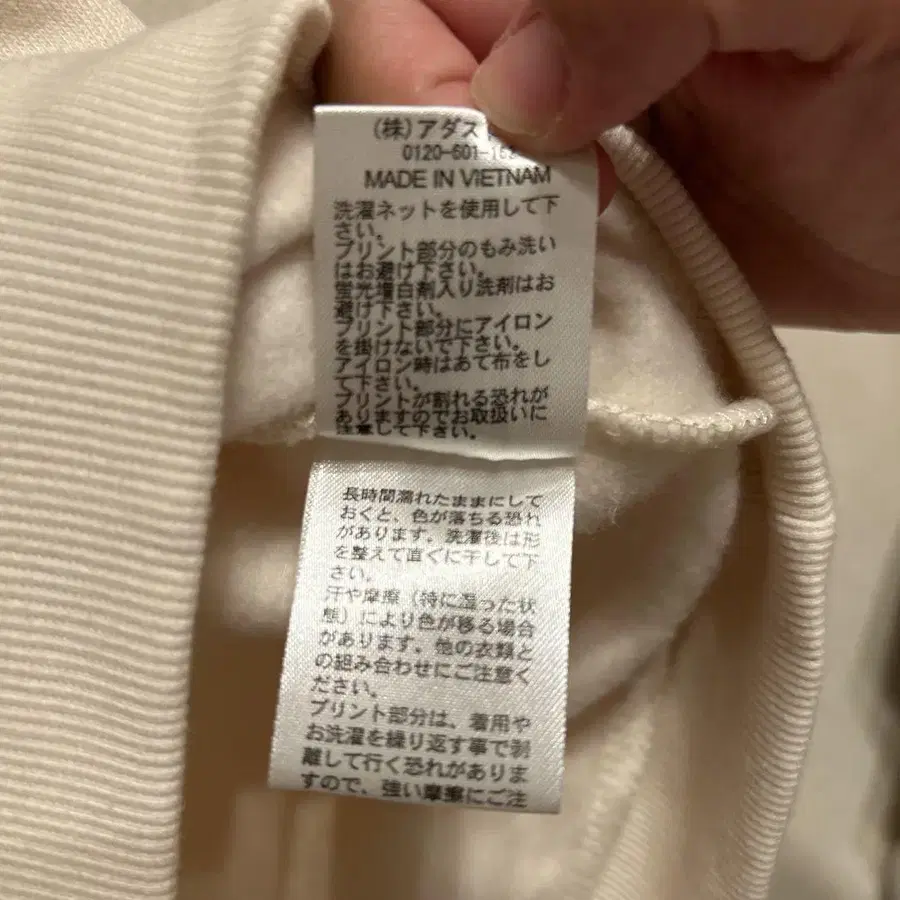 (株)アダス
0120-601-16
MADE IN VIETNAM
洗濯ネットを使用して下
さい。
プリント部分のもみ洗い
はお避け下さい。
蛍光増白剤入り洗剤はお
避け下さい。
プリント部分にアイロン
を掛けないで下さい。
アイロン時はあて布をし
て下さい。
プリントが割れる恐れが
ありますのでお取扱いに
注意して下さい。
長時間濡れたままにして
おくと、色が落ちる恐れ
があります。洗濯後は形
を整えて直ぐに干して下
さい。
汗や摩擦（特に湿った状
態）により色が移る場合
があります。他の衣類と
の組み合わせにご注意く
ださい。
プリント部分は、着用や
お洗濯を繰り返す事で剥
離して行く恐れがありま
すので、強い摩擦にご注